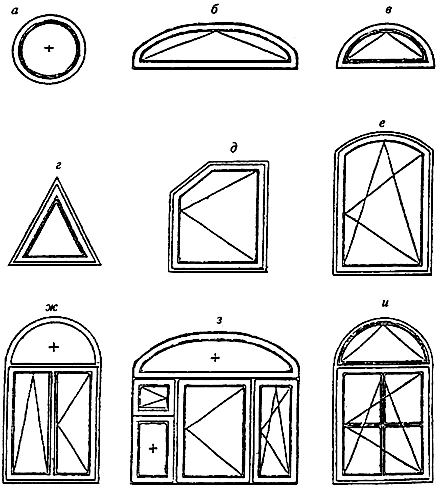 а б в
г д е
ж з и